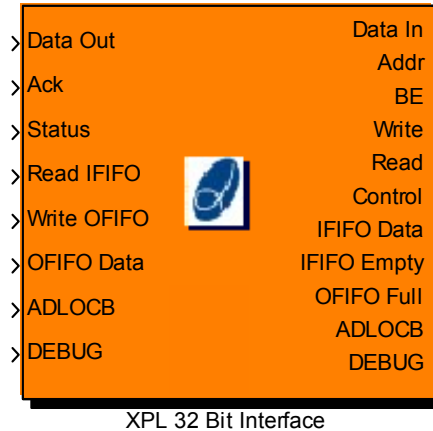 Data Out
Ack
Status
Read IFIFO
Write OFIFO
OFIFO Data
ADLOCB
DEBUG
Data In
Addr
BE
Write
Read
Control
IFIFO Data
IFIFO Empty
OFIFO Full
ADLOCB
DEBUG
XPL 32 Bit Interface